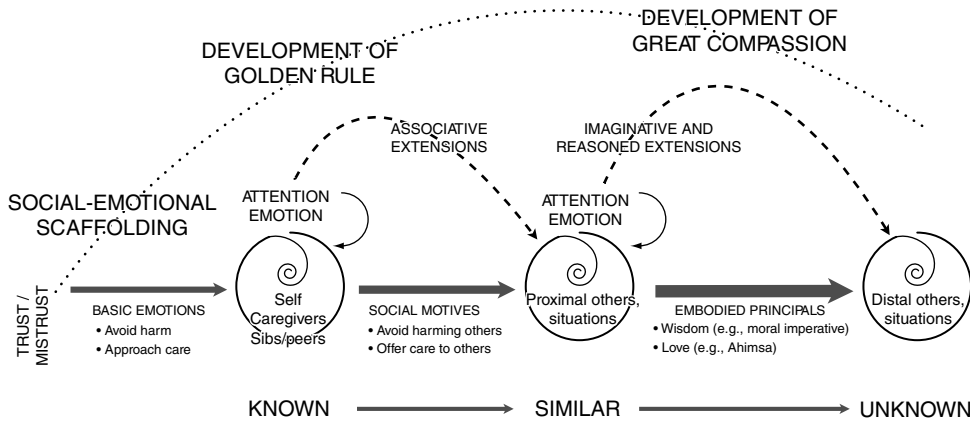 DEVELOPMENT OF
GREAT COMPASSION
DEVELOPMENT OF
GOLDEN RULE
ASSOCIATIVE
EXTENSIONS
IMAGINATIVE AND
REASONED EXTENSIONS
SOCIAL-EMOTIONAL
SCAFFOLDING
ATTENTION
EMOTION
ATTENTION
EMOTION
TRUST /
MISTRUST
BASIC EMOTIONS
• Avoid harm
• Approach care
Self
Caregivers
Sibs/peers
SOCIAL MOTIVES
• Avoid harming others
• Offer care to others
Proximal others,
situations
EMBODIED PRINCIPALS
• Wisdom (e.g., moral imperative)
• Love (e.g., Ahimsa)
Distal others,
situations
KNOWN
SIMILAR
UNKNOWN